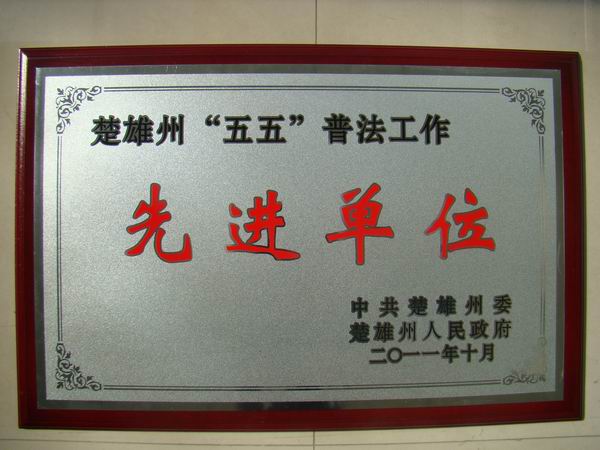 楚雄州“五五”普法工作
先进单位
中共楚雄州委
楚雄州人民政府
二〇一一年十月